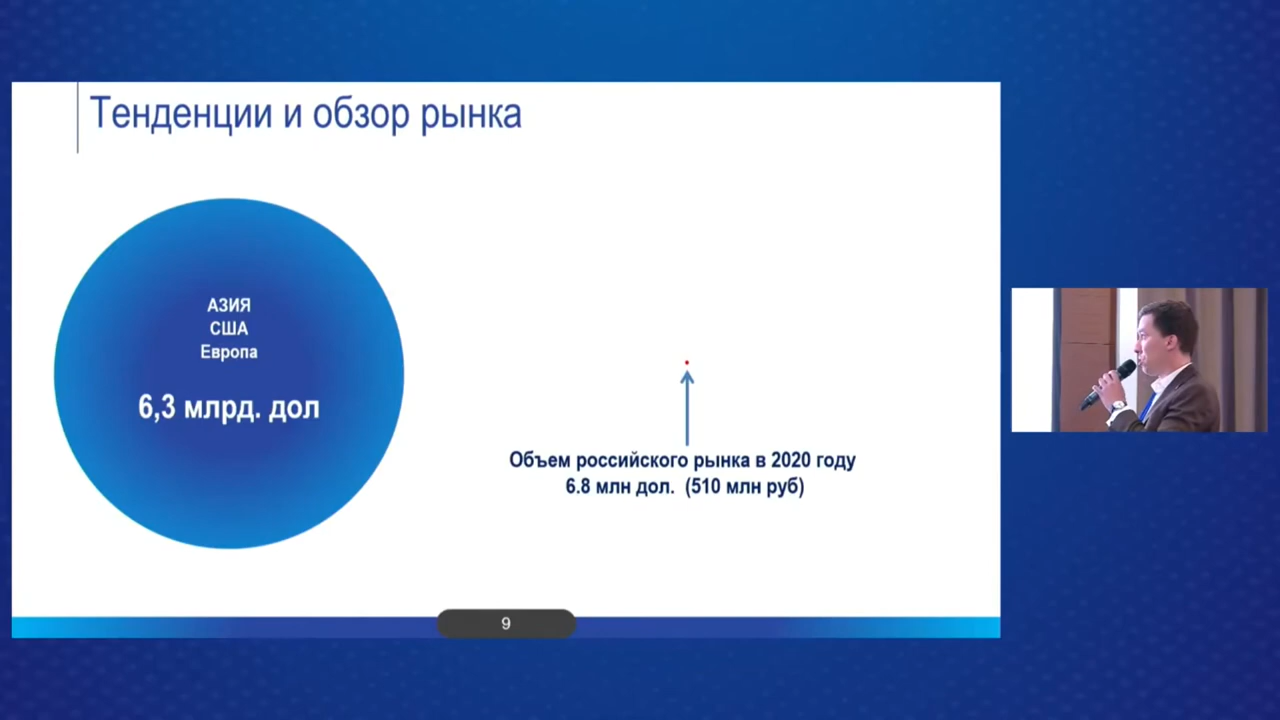 Тенденции и обзор рынка
АЗИЯ
США
Европа
6,3 млрд. дол
Объем российского рынка в 2020 году
6.8 млн дол. (510 млн руб)
9